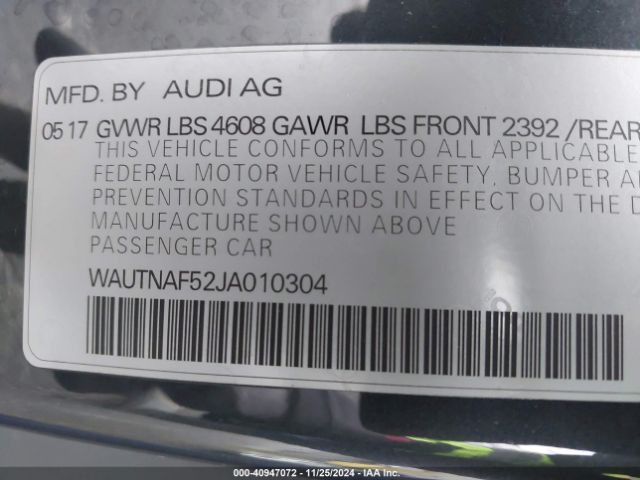 MFD. BY AUDI AG
05 17 GVWR LBS 4608 GAWR LBS FRONT 2392 /REAR
THIS VEHICLE CONFORMS TO ALL APPLICABLE
FEDERAL MOTOR VEHICLE SAFETY, BUMPER
PREVENTION STANDARDS IN EFFECT ON THE
MANUFACTURE SHOWN ABOVE
PASSENGER CAR
WAUTNAF52JA010304
000-40947072 - 11/25/2024 - IAA Inc.